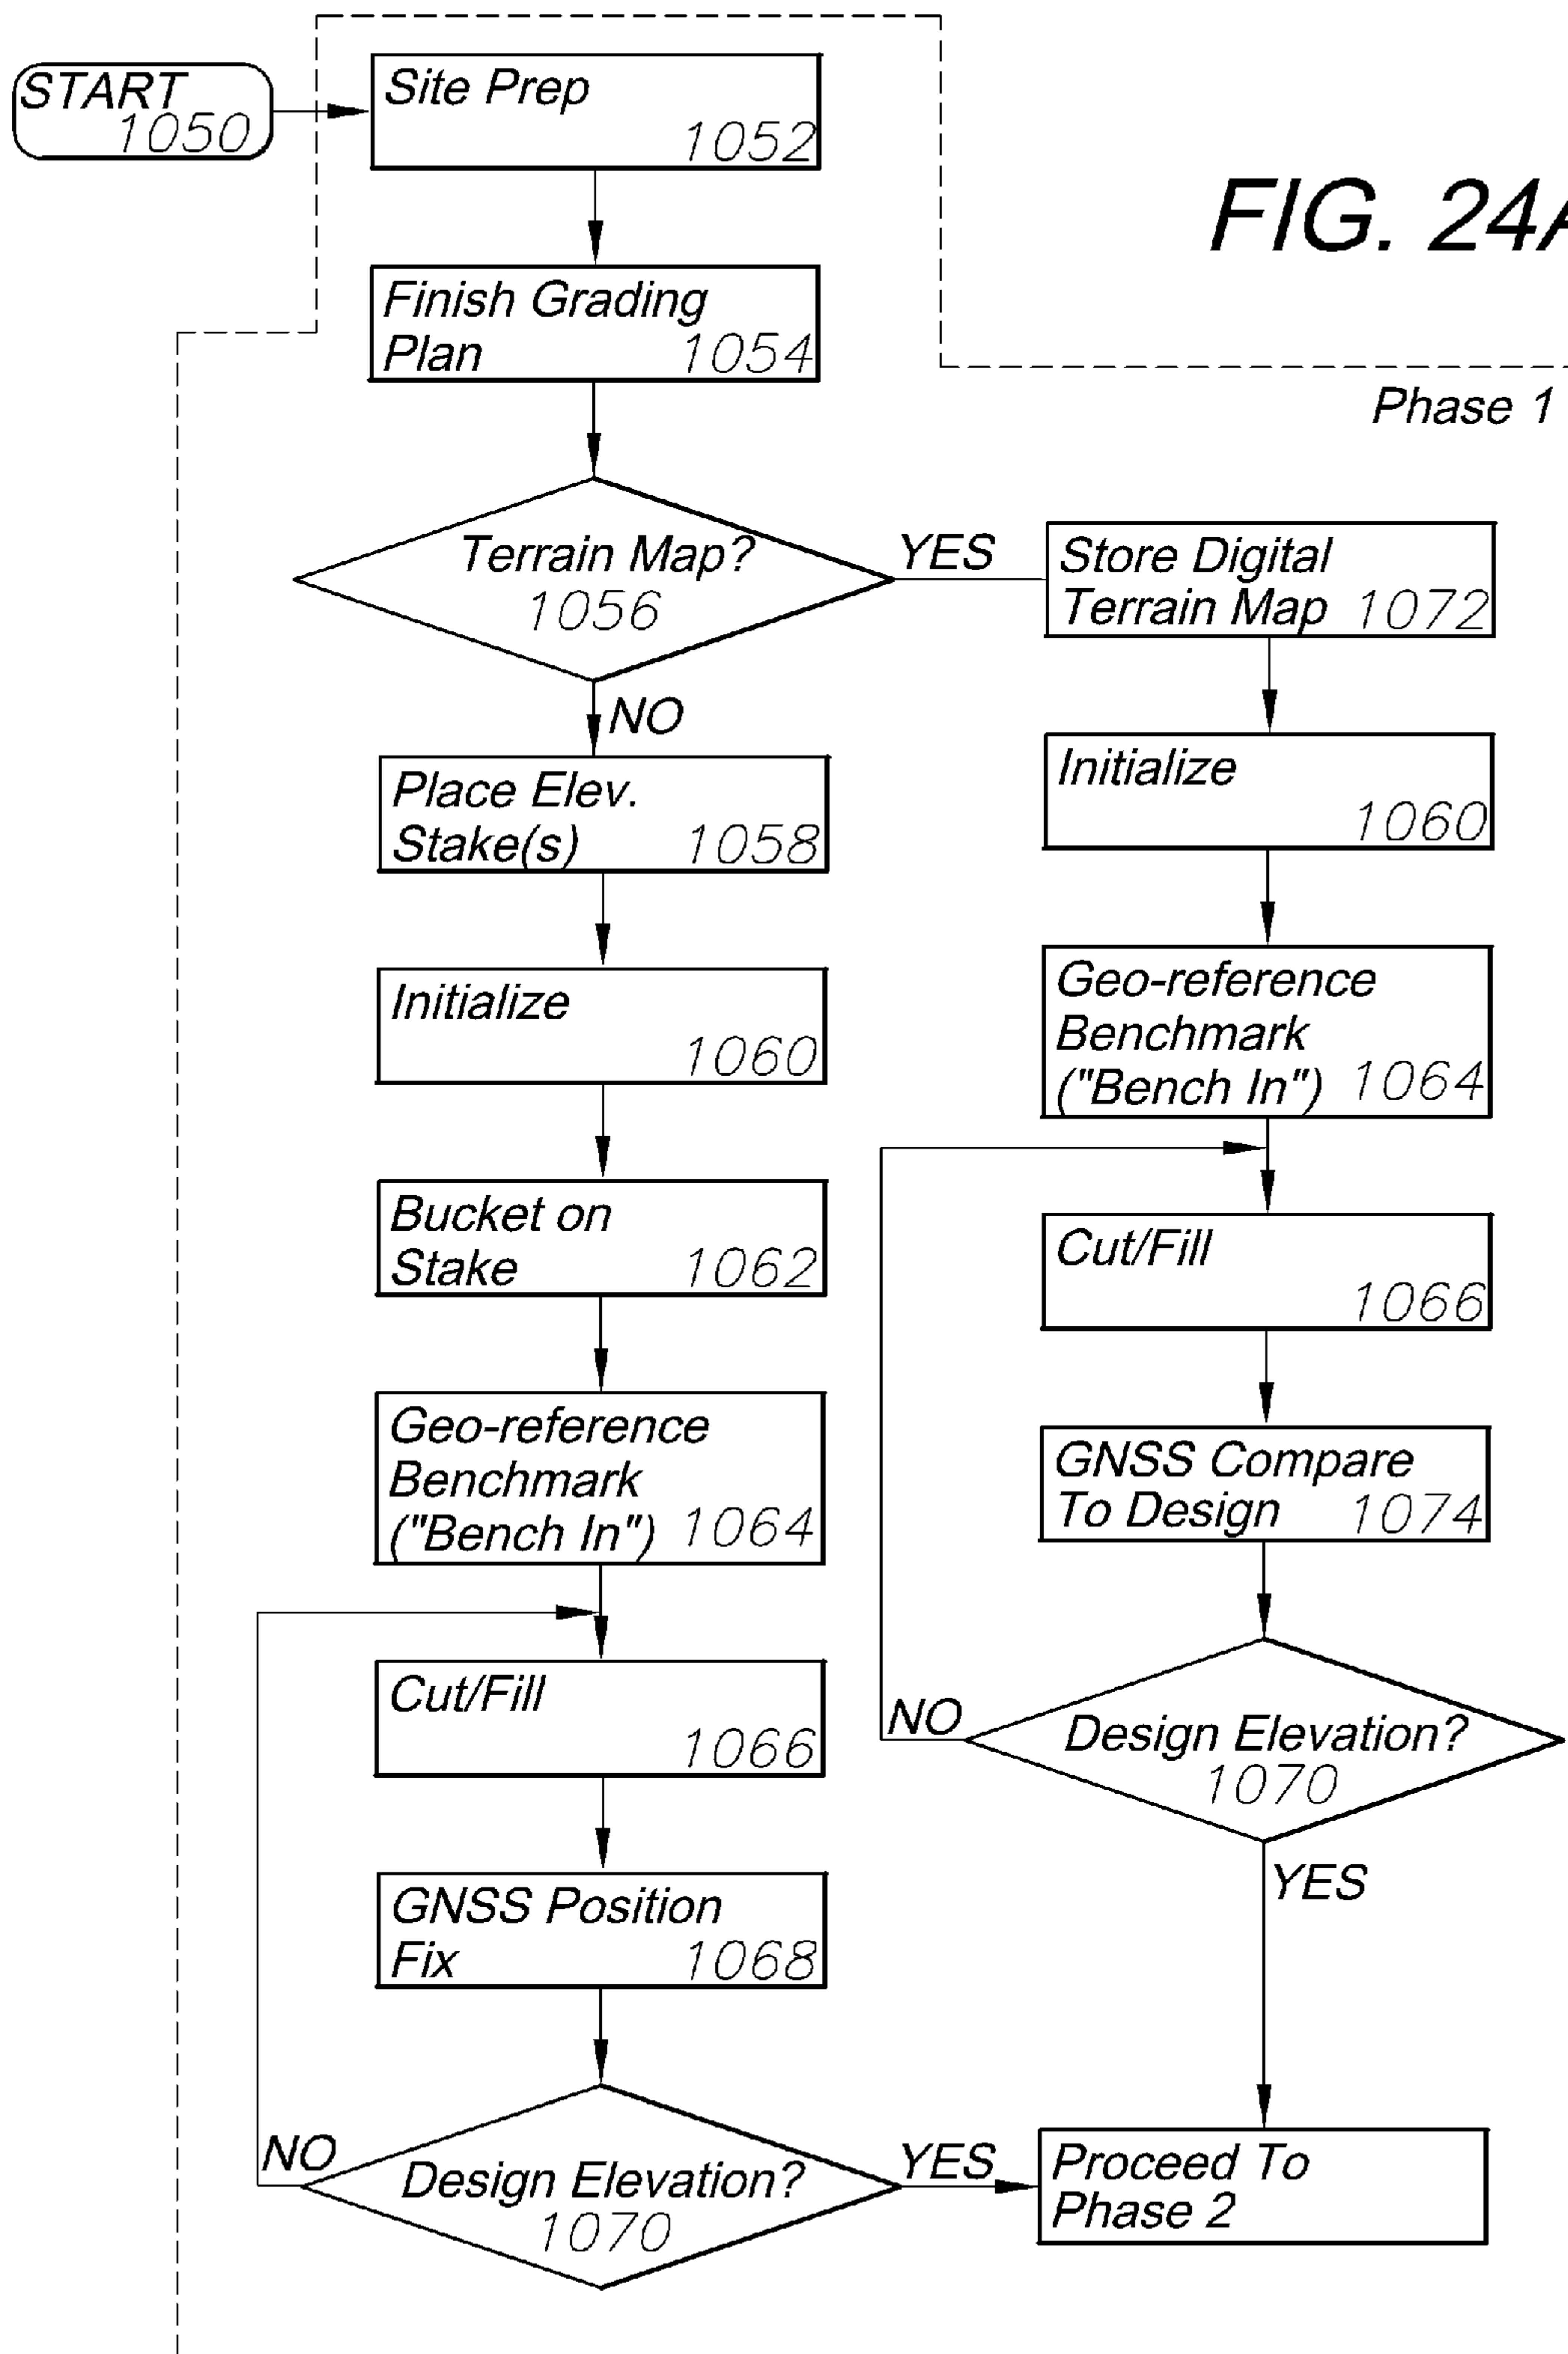 START
1050
Site Prep
1052
FIG. 24A
Finish Grading
Plan 1054
Phase 1
Terrain Map?
1056
YES
Store Digital
Terrain Map 1072
NO
Initialize
1060
Place Elev.
Stake(s) 1058
Geo-reference
Benchmark
("Bench In") 1064
Initialize
1060
Bucket on
Stake 1062
Cut/Fill
1066
Geo-reference
Benchmark
("Bench In") 1064
GNSS Compare
To Design 1074
Cut/Fill
1066
NO
Design Elevation?
1070
YES
GNSS Position
Fix 1068
NO
Design Elevation?
1070
YES
Proceed To
Phase 2